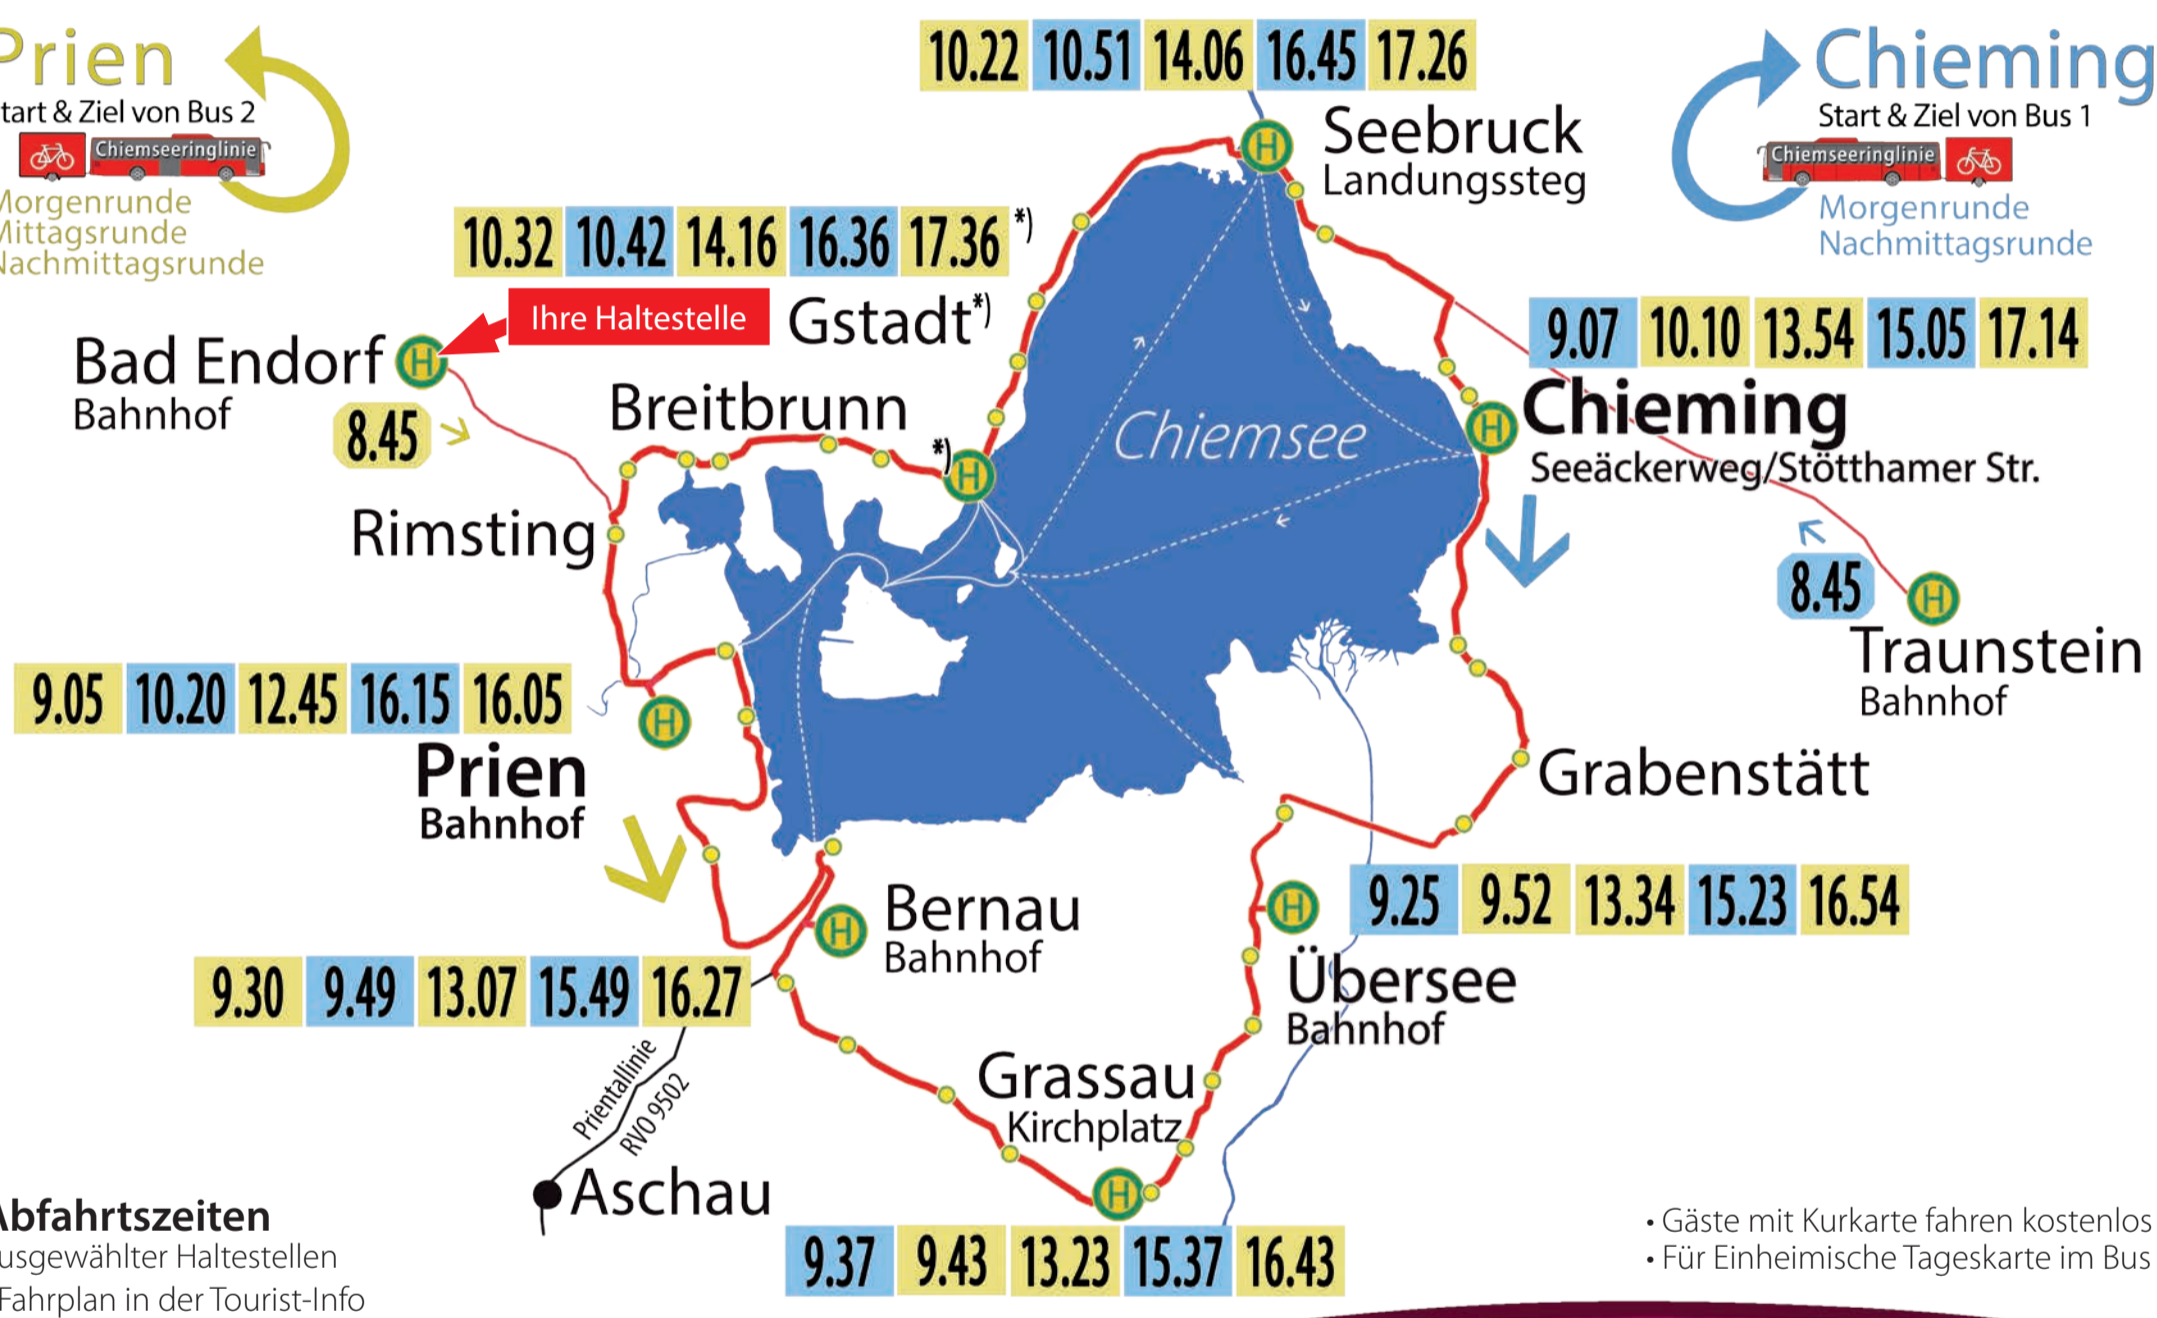 10.22 10.51 14.06 16.45 17.26
Prien
tart & Ziel von Bus 2
Chiemseeringlinie
Morgenrunde
Mittagsrunde
Nachmittagsrunde
Chieming
Start & Ziel von Bus 1
Chiemseeringlinie
Morgenrunde
Nachmittagsrunde
H
Seebruck
Landungssteg
10.32 10.42 14.16 16.36 17.36 *)
Ihre Haltestelle
Gstadt*)
Bad Endorf H
Bahnhof
8.45
Breitbrunn
*) H
Chiemsee
9.07 10.10 13.54 15.05 17.14
H Chieming
Seeäckerweg/Stötthamer Str.
Rimsting
8.45 H
Traunstein
Bahnhof
9.05 10.20 12.45 16.15 16.05
H
Prien
Bahnhof
Grabenstätt
H Bernau
Bahnhof
H 9.25 9.52 13.34 15.23 16.54
Übersee
Bahnhof
9.30 9.49 13.07 15.49 16.27
Prientallinie
RVO 9502
Aschau
Grassau
Kirchplatz
H
9.37 9.43 13.23 15.37 16.43
Abfahrtszeiten
usgewählter Haltestellen
Fahrplan in der Tourist-Info
• Gäste mit Kurkarte fahren kostenlos
• Für Einheimische Tageskarte im Bus